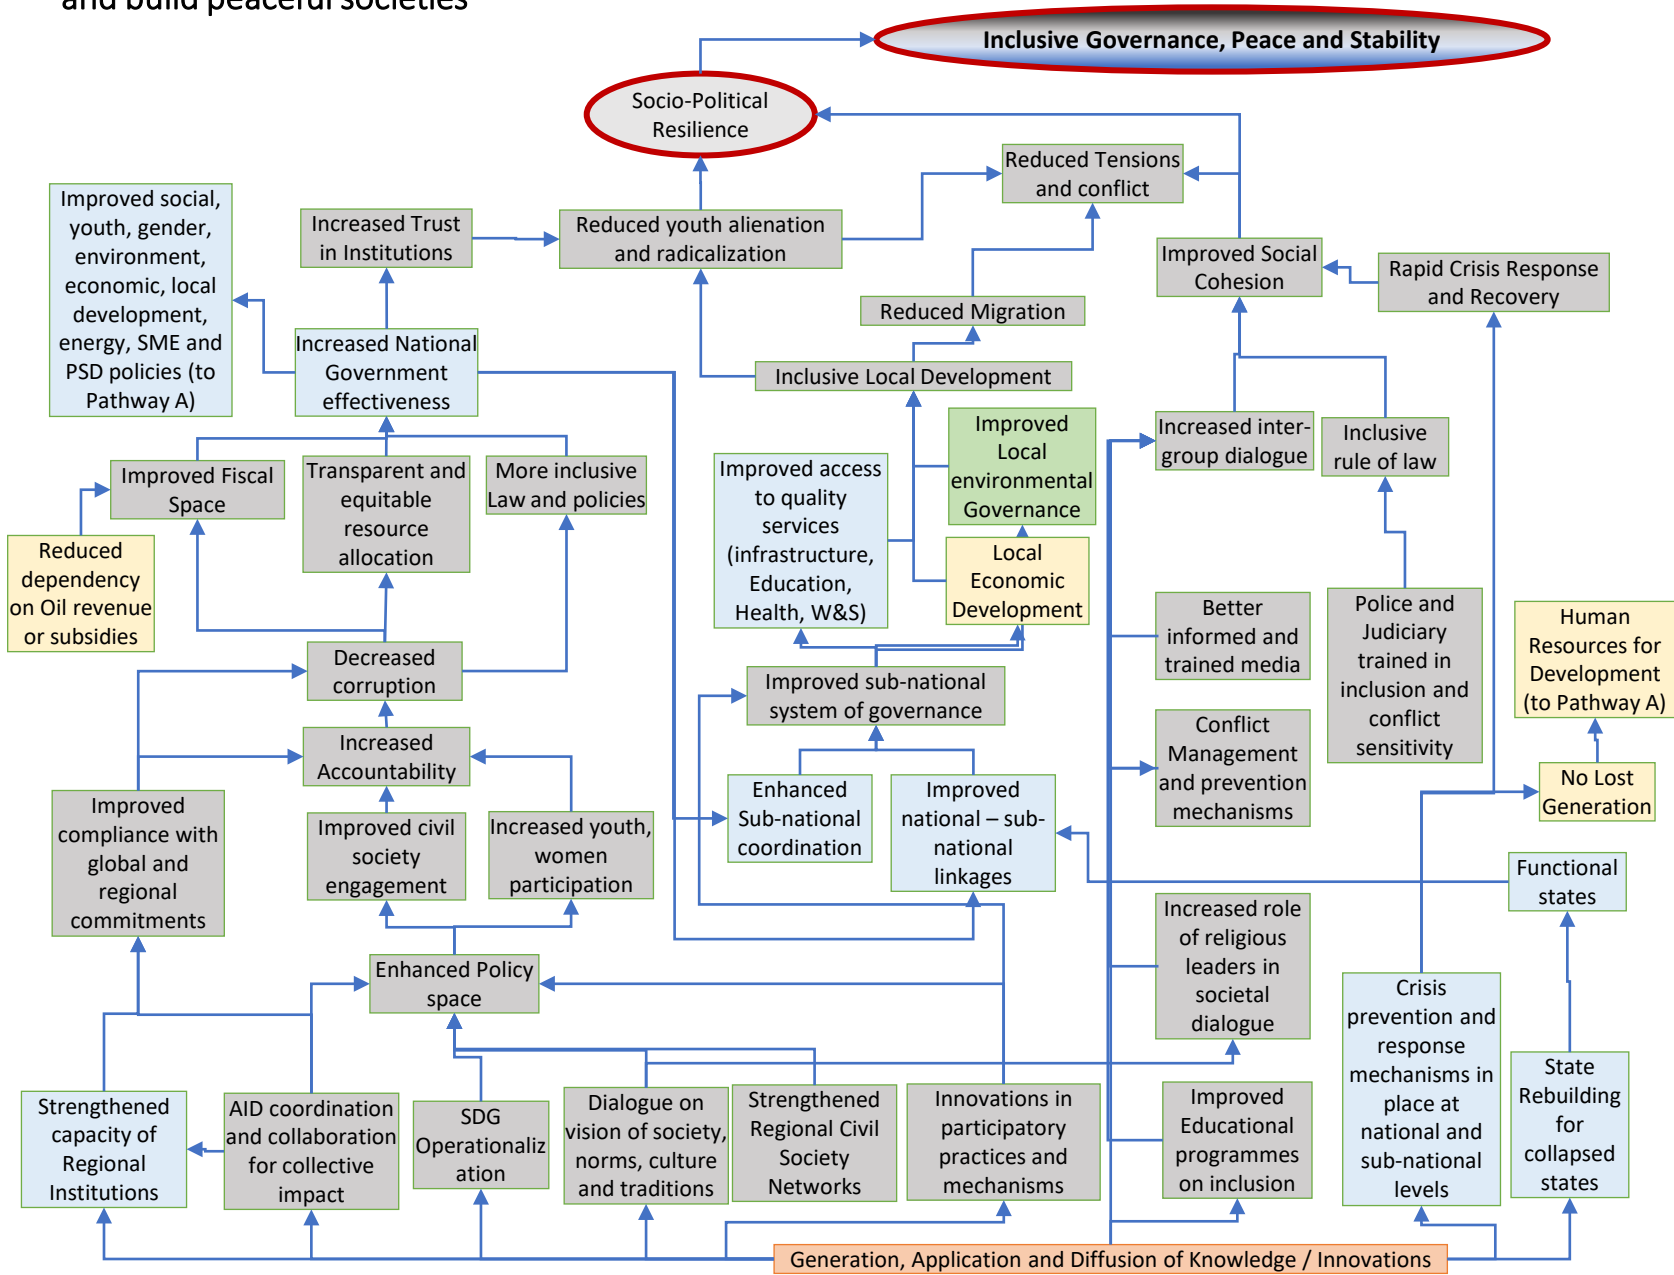 and build peaceful societies
Inclusive Governance, Peace and Stability
Socio-Political
Resilience
Reduced Tensions
and conflict
Improved social,
youth, gender,
environment,
economic, local
development,
energy, SME and
PSD policies (to
Pathway A)
Increased Trust
in Institutions
Reduced youth alienation
and radicalization
Improved Social
Cohesion
Rapid Crisis Response
and Recovery
Reduced Migration
Increased National
Government
effectiveness
Inclusive Local Development
Improved
Local
environmental
Governance
Increased inter-
group dialogue
Inclusive
rule of law
Improved Fiscal
Space
Transparent and
equitable
resource
allocation
More inclusive
Law and policies
Improved access
to quality
services
(infrastructure,
Education,
Health, W&S)
Reduced
dependency
on Oil revenue
or subsidies
Local
Economic
Development
Better
informed and
trained media
Police and
Judiciary
trained in
inclusion and
conflict
sensitivity
Human
Resources for
Development
(to Pathway A)
Decreased
corruption
Improved sub-national
system of governance
Conflict
Management
and prevention
mechanisms
Increased
Accountability
No Lost
Generation
Improved
compliance with
global and
regional
commitments
Improved civil
society
engagement
Increased youth,
women
participation
Enhanced
Sub-national
coordination
Improved
national – sub-
national
linkages
Functional
states
Increased role
of religious
leaders in
societal
dialogue
Enhanced Policy
space
Crisis
prevention and
response
mechanisms in
place at
national and
sub-national
levels
State
Rebuilding
for
collapsed
states
Strengthened
capacity of
Regional
Institutions
AID coordination
and collaboration
for collective
impact
SDG
Operationaliz
ation
Dialogue on
vision of society,
norms, culture
and traditions
Strengthened
Regional Civil
Society
Networks
Innovations in
participatory
practices and
mechanisms
Improved
Educational
programmes
on inclusion
Generation, Application and Diffusion of Knowledge / Innovations